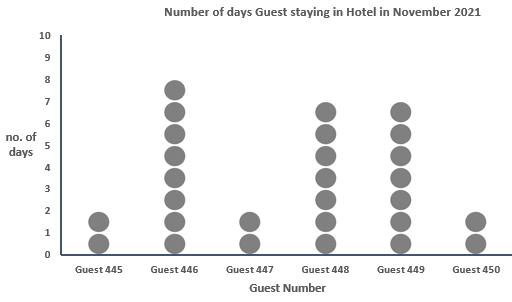 Number of days Guest staying in Hotel in November 2021
10
9
8
7
6
5
4
3
2
1
0
no. of
days
Guest 445 Guest 446 Guest 447 Guest 448 Guest 449 Guest 450
Guest Number